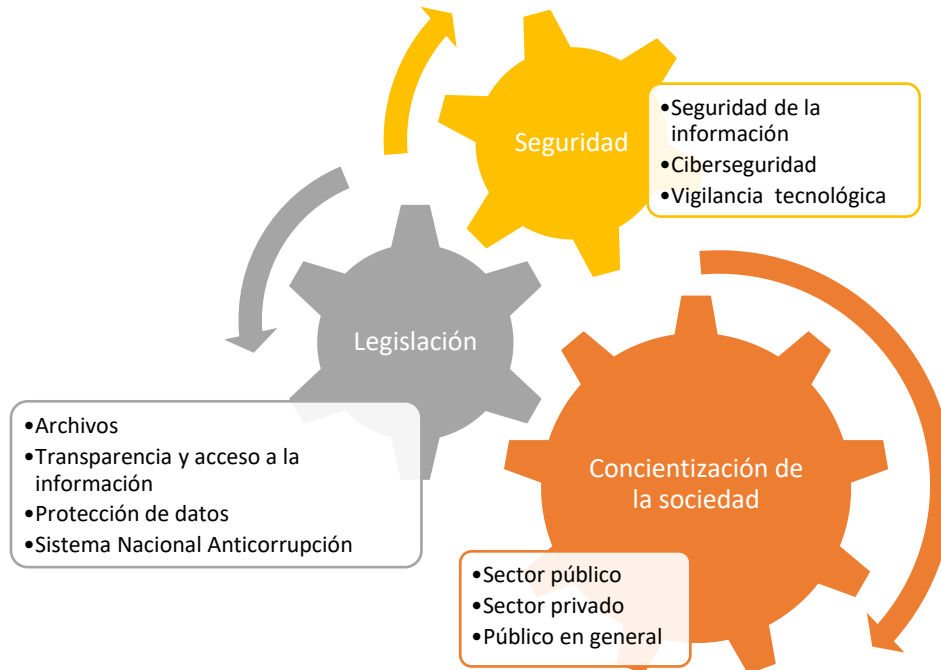 Seguridad
•Seguridad de la
información
•Ciberseguridad
•Vigilancia tecnológica
Legislación
•Archivos
•Transparencia y acceso a la
información
•Protección de datos
•Sistema Nacional Anticorrupción
Concientización de
la sociedad
•Sector público
•Sector privado
•Público en general